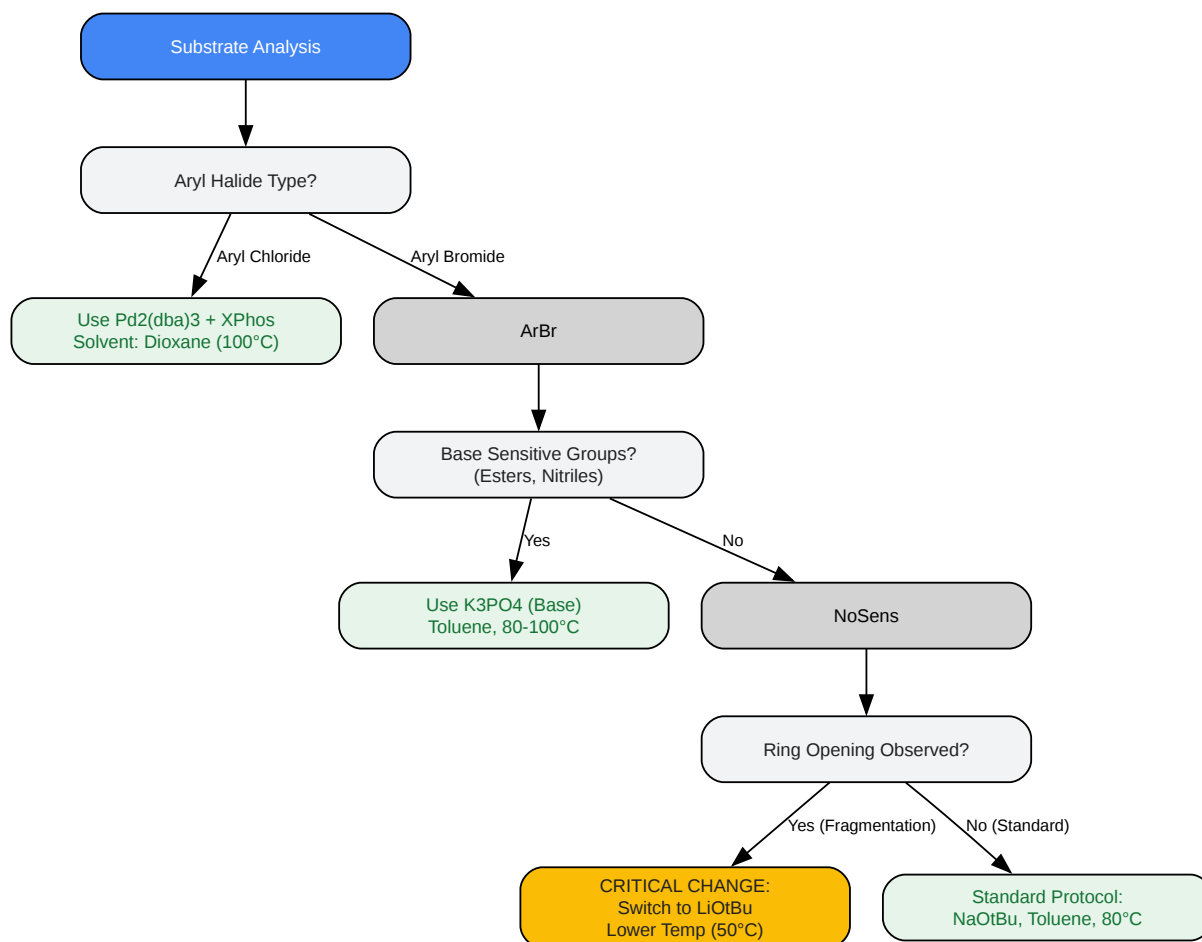 Substrate Analysis
Aryl Halide Type?
Aryl Chloride
Aryl Bromide
Use Pd2(dba)3 + XPhos
Solvent: Dioxane (100°C)
ArBr
Base Sensitive Groups?
(Esters, Nitriles)
Yes
No
Use K3PO4 (Base)
Toluene, 80-100°C
NoSens
Ring Opening Observed?
Yes (Fragmentation)
No (Standard)
CRITICAL CHANGE:
Switch to LiOtBu
Lower Temp (50°C)
Standard Protocol:
NaOtBu, Toluene, 80°C